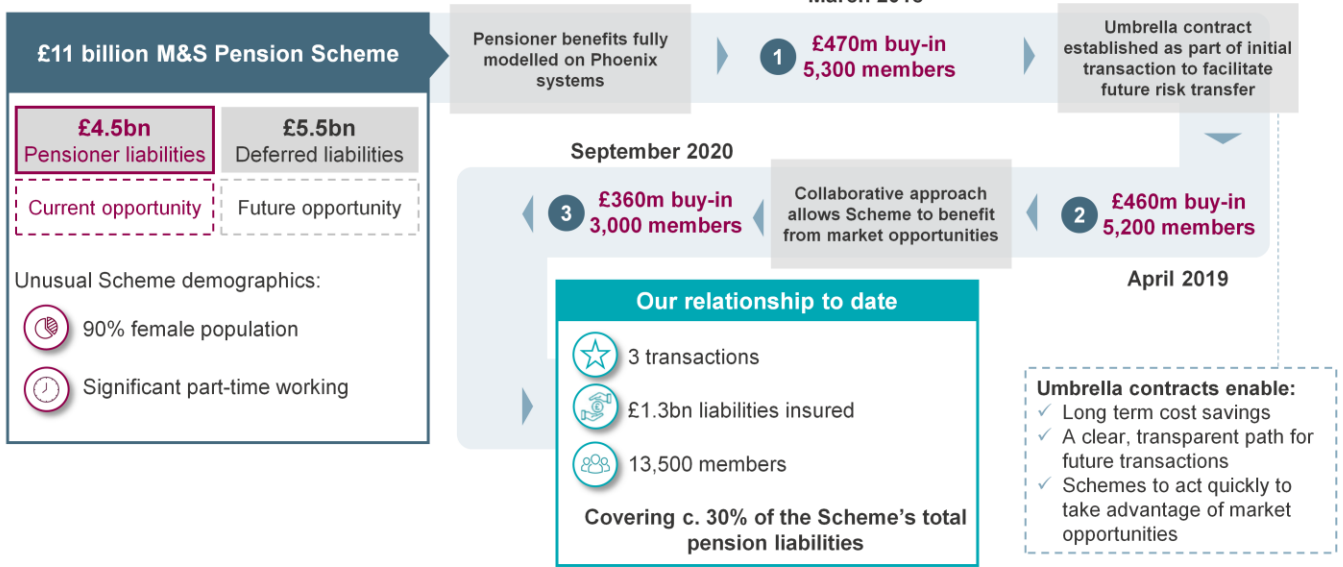 March
£11 billion M&S Pension Scheme
£4.5bn
Pensioner liabilities
£5.5bn
Deferred liabilities
Current opportunity
Future opportunity
Unusual Scheme demographics:
90% female population
Significant part-time working
Pensioner benefits fully
modelled on Phoenix
systems
1
£470m buy-in
5,300 members
Umbrella contract
established as part of initial
transaction to facilitate
future risk transfer
2
£460m buy-in
5,200 members
April 2019
Collaborative approach
allows Scheme to benefit
from market opportunities
September 2020
3
£360m buy-in
3,000 members
Our relationship to date
3 transactions
£1.3bn liabilities insured
13,500 members
Covering c. 30% of the Scheme's total
pension liabilities
Umbrella contracts enable:
✓ Long term cost savings
✓ A clear, transparent path for
future transactions
✓ Schemes to act quickly to
take advantage of market
opportunities